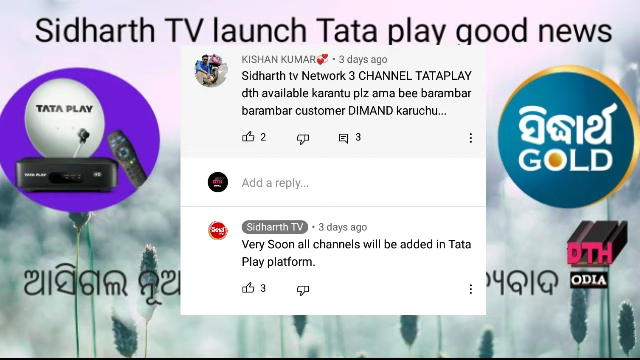 Sidharth TV launch Tata play good news
KISHAN KUMAR💞 • 3 days ago
Sidharth tv Network 3 CHANNEL TATAPLAY
dth available karantu plz ama bee barambar
barambar customer DIMAND karuchu...
2 3
TATA PLAY
TATA PLAY
ସିଦ୍ଧାର୍ଥ
GOLD
Add a reply...
Sidharrth TV • 3 days ago
Very Soon all channels will be added in Tata
Play platform.
3
DTH
ODIA
ଆସିଗଲା ନୂଆ